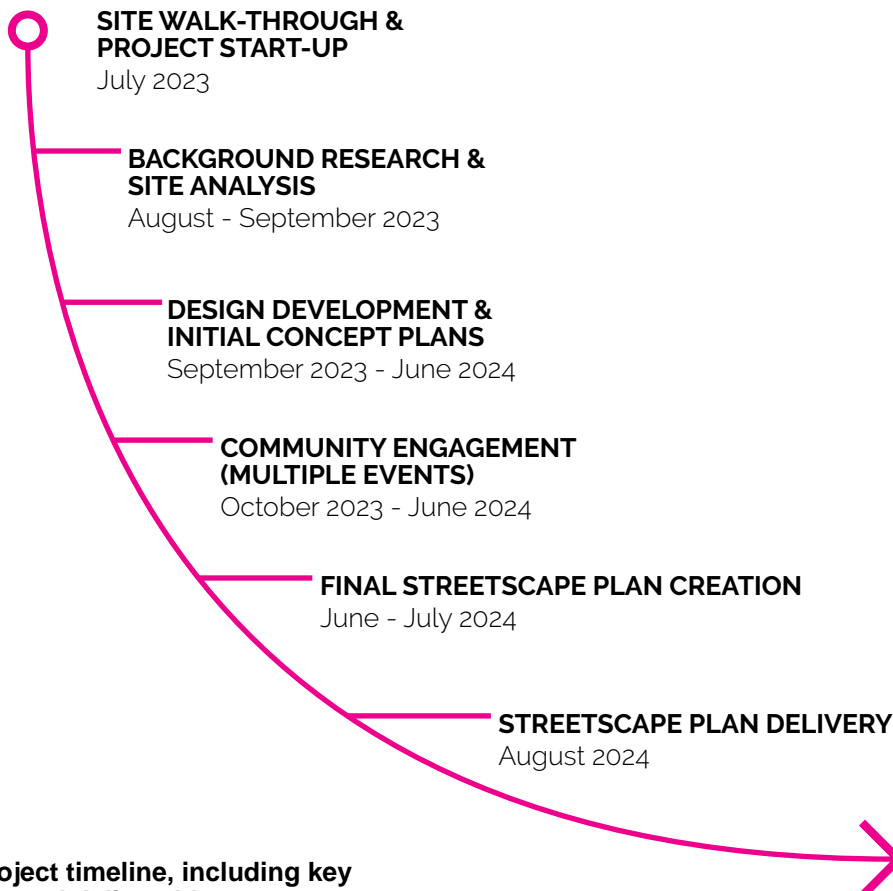 SITE WALK-THROUGH &
PROJECT START-UP
July 2023
BACKGROUND RESEARCH &
SITE ANALYSIS
August - September 2023
DESIGN DEVELOPMENT &
INITIAL CONCEPT PLANS
September 2023 - June 2024
COMMUNITY ENGAGEMENT
(MULTIPLE EVENTS)
October 2023 - June 2024
FINAL STREETSCAPE PLAN CREATION
June - July 2024
STREETSCAPE PLAN DELIVERY
August 2024
timeline, including key